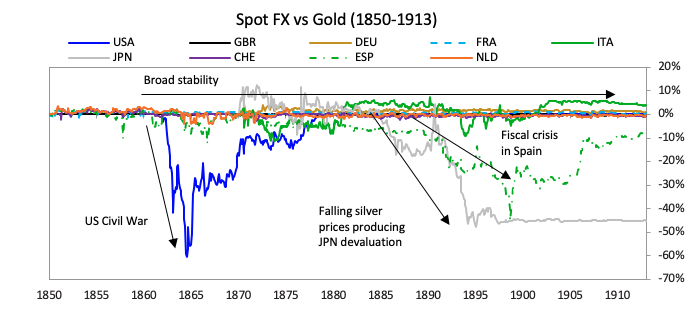 Spot FX vs Gold (1850-1913)
USA GBR DEU FRA ITA
JPN CHE ESP NLD
20%
Broad stability
10%
0%
Fiscal crisis
in Spain
-10%
-20%
-30%
US Civil War
Falling silver
prices producing
JPN devaluation
-40%
-50%
-60%
-70%
1850 1855 1860 1865 1870 1875 1880 1885 1890 1895 1900 1905 1910